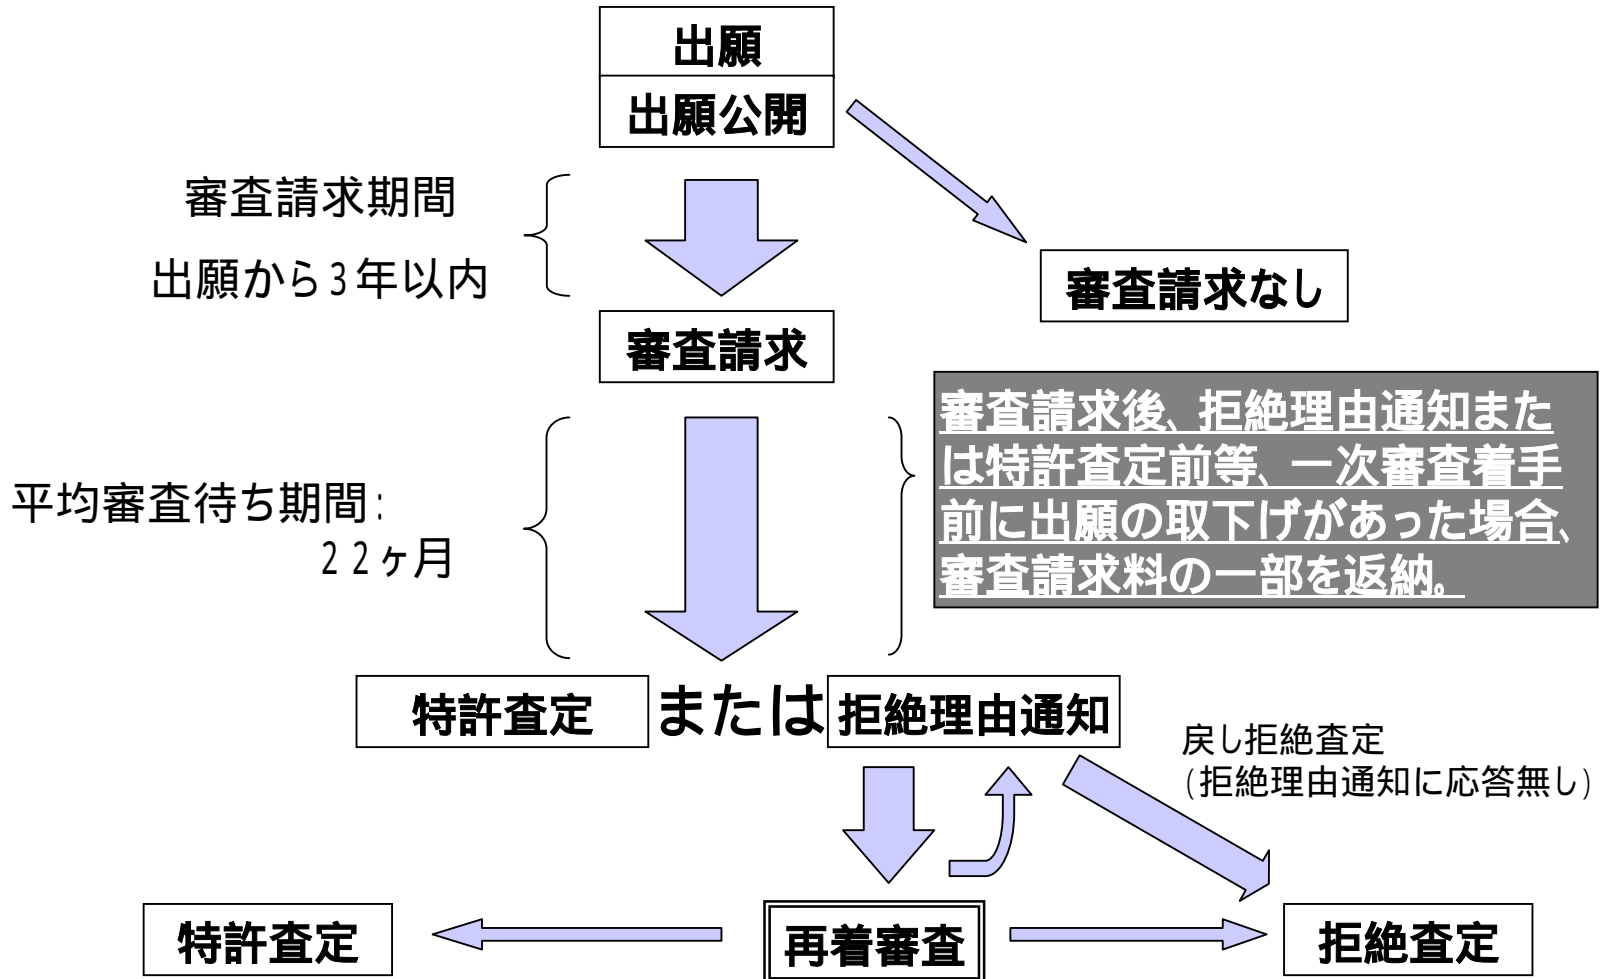 出願
出願公開
審査請求期間
出願から3年以内
審査請求なし
審査請求
審査請求後、拒絶理由通知また
は特許査定前等、一次審査着手
前に出願の取下げがあった場合、
審査請求料の一部を返納。
平均審査待ち期間:
22ヶ月
特許査定 または 拒絶理由通知
戻し拒絶査定
(拒絶理由通知に応答無し)
特許査定
再着審査
拒絶査定